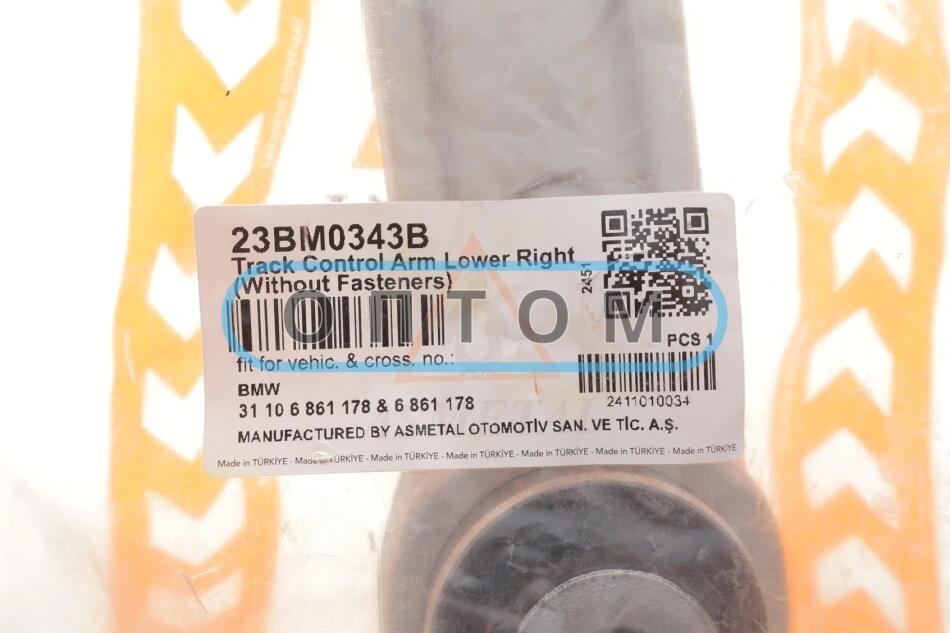 23BM0343B
Track Control Arm Lower Right
(Without Fasteners)
2451
ОПТОМ
PCS 1
fit for vehic. & cross. no.:
BMW
31 10 6 861 178 & 6 861 178
2411010034
MANUFACTURED BY ASMETAL OTOMOTİV SAN. VE TİC. A.Ş.
Made in TÜRKİYE - Made in TÜRKİYE - Made in TÜRKİYE - Made in TÜRKİYE - Made in TÜRKİYE - Made in TÜRKİYE - Made in TÜRKİYE